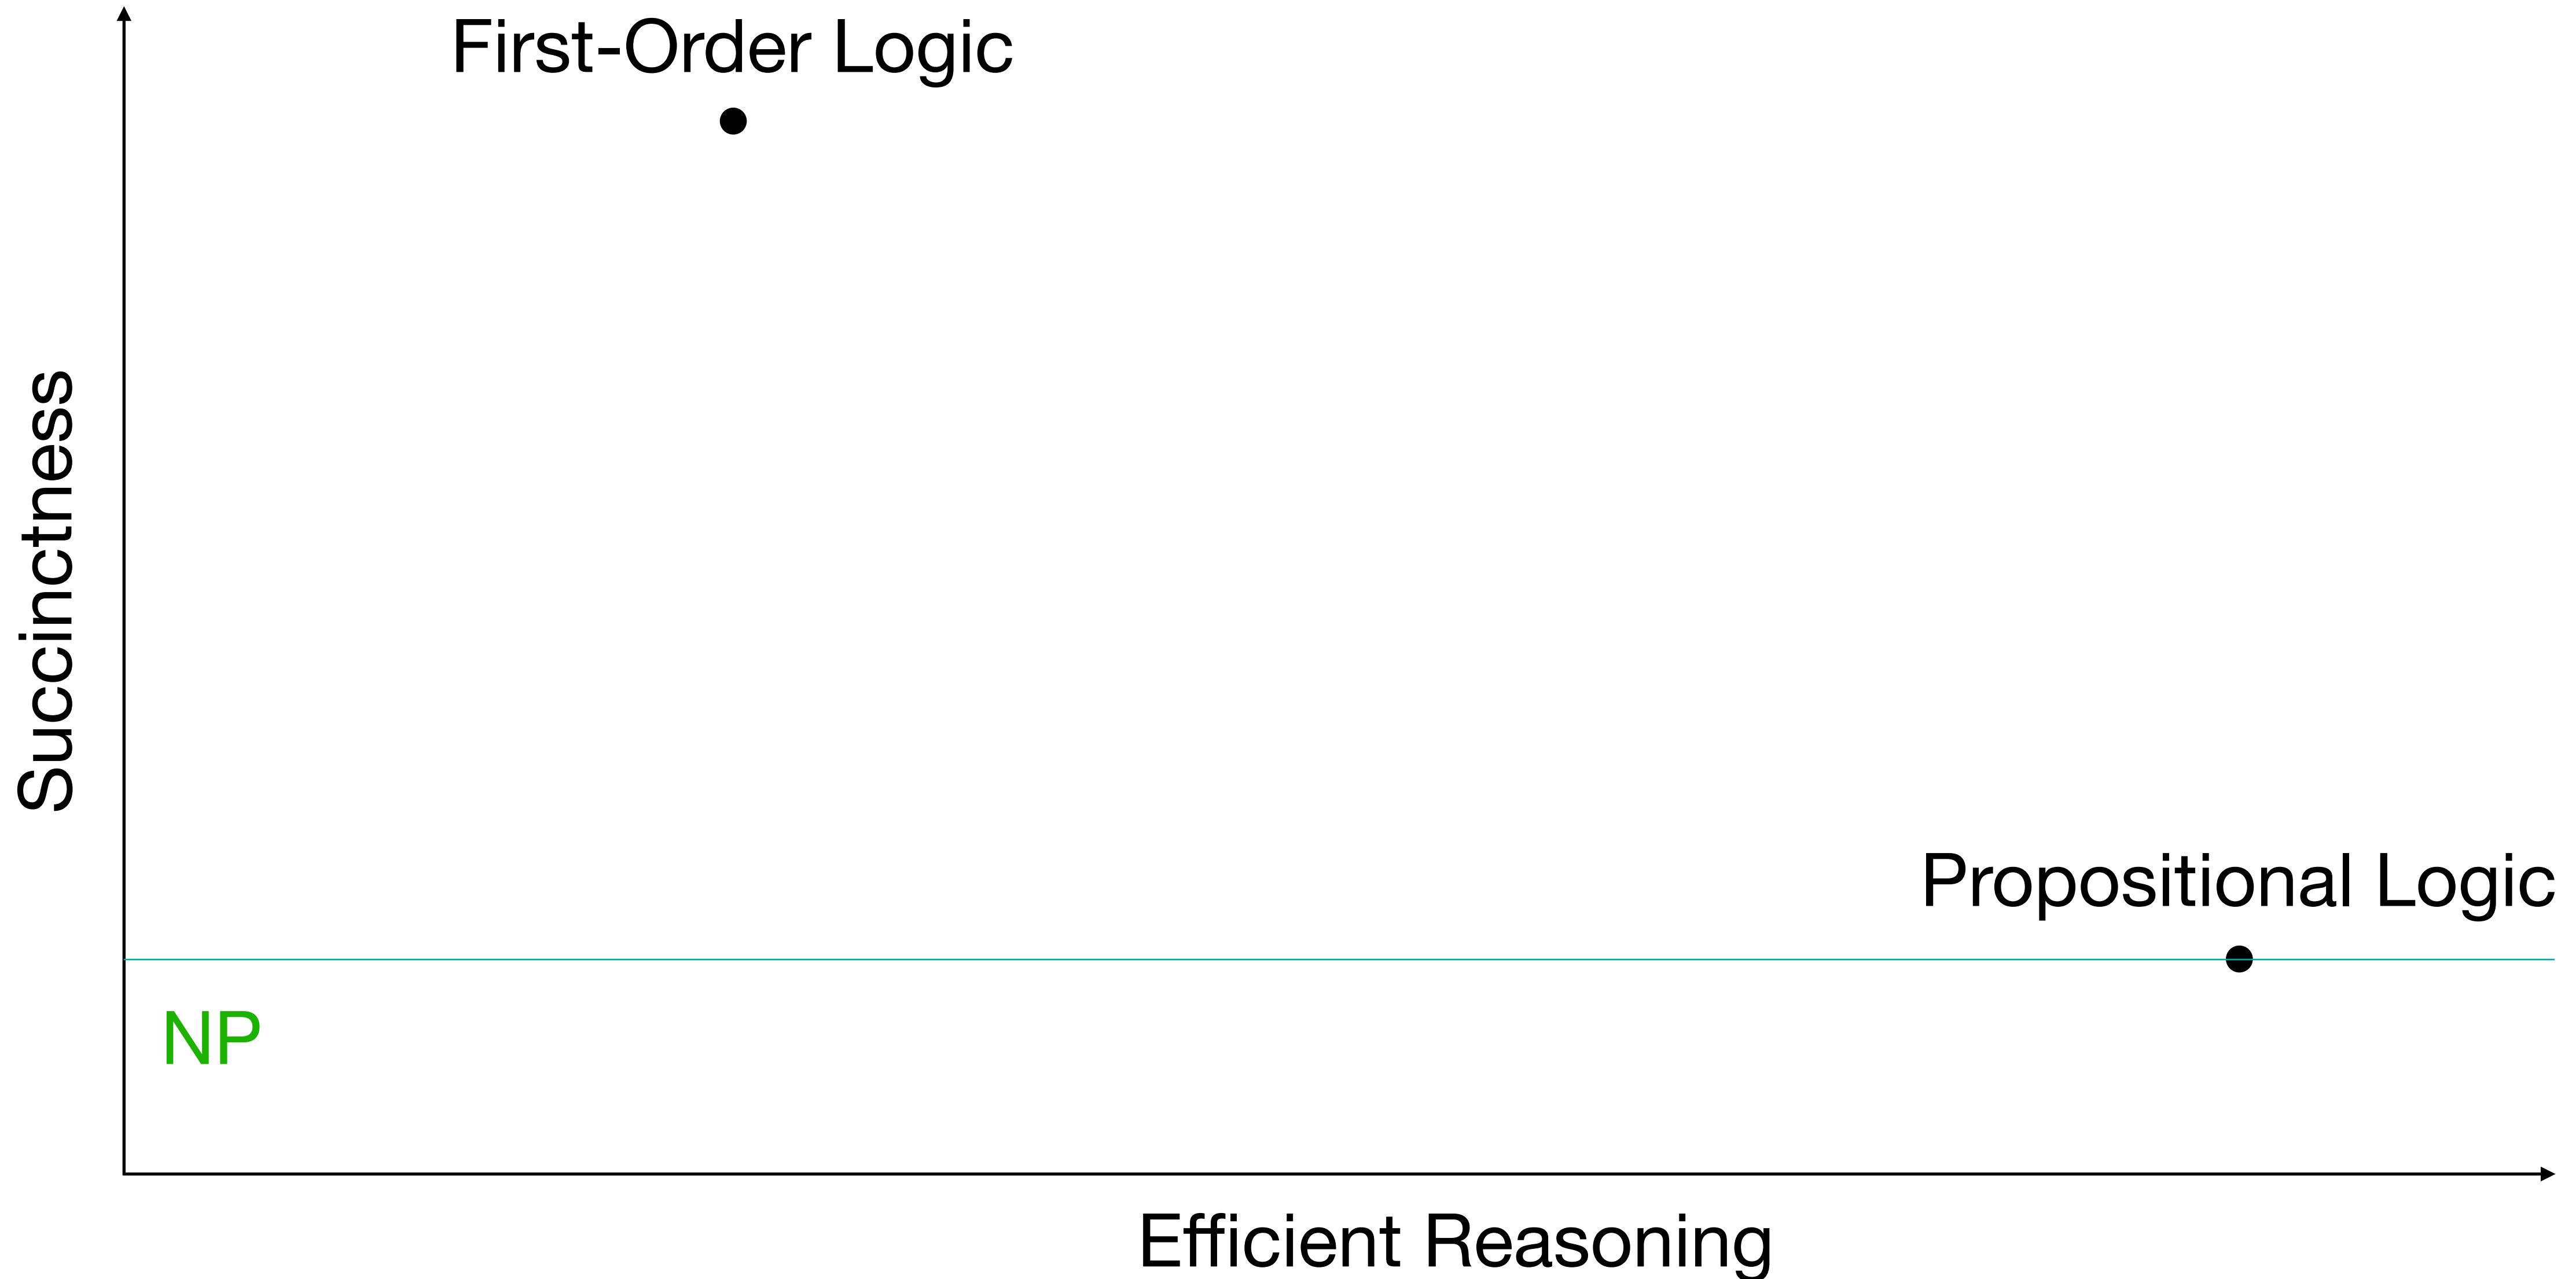 First-Order Logic
Succinctness
Propositional Logic
NP
Efficient Reasoning